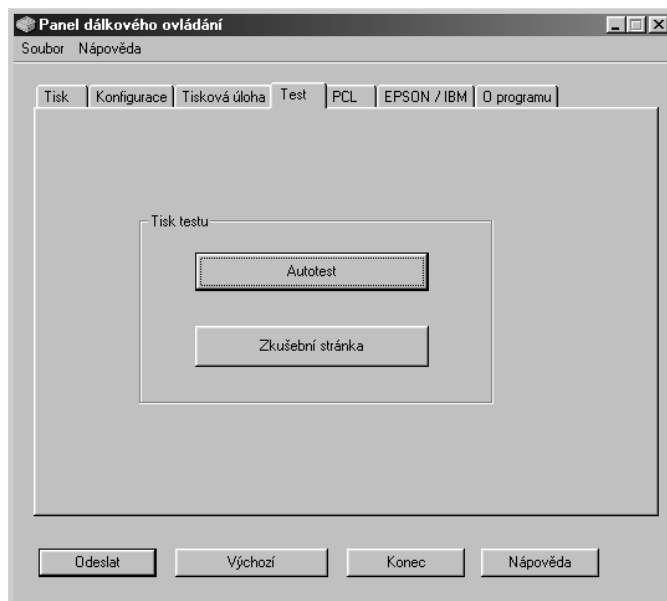 Panel dálkového ovládání
Soubor Nápověda
Tisk Konfigurace Tisková úloha Test PCL EPSON / IBM O programu
Tisk testu
Autotest
Zkušební stránka
Odeslat Výchozí Konec Nápověda